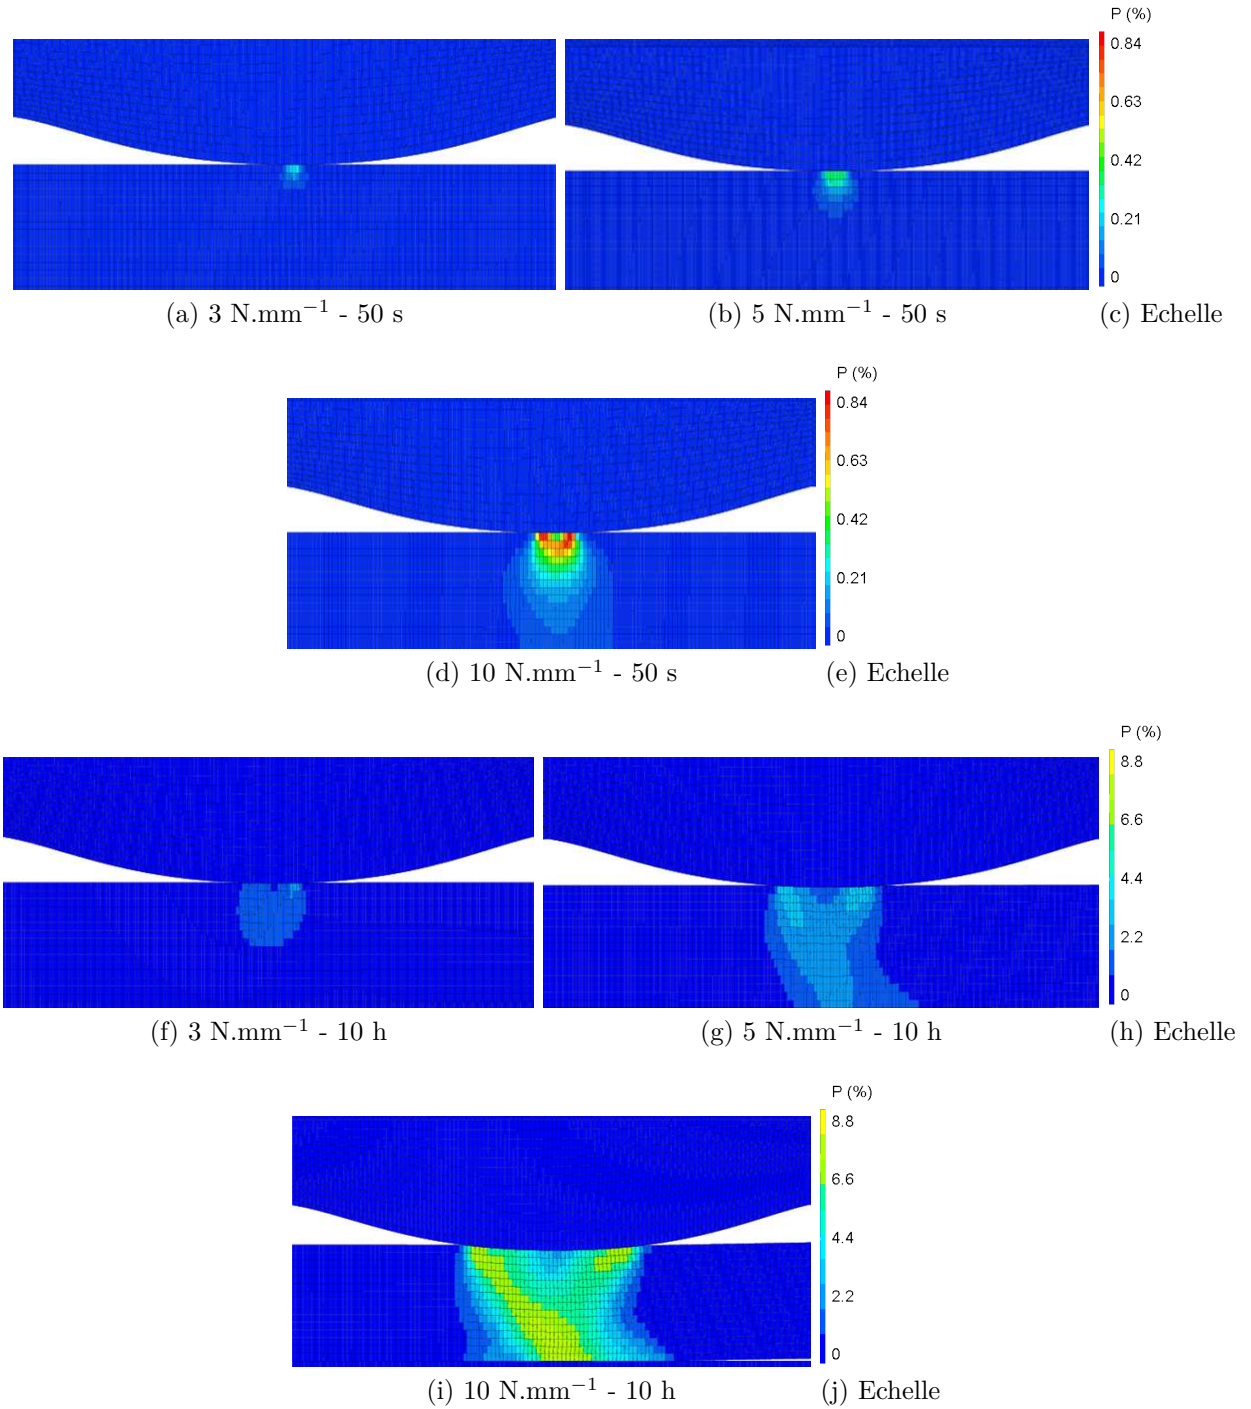 P (%)
0.84
0.63
0.42
0.21
0
(a) 3 N.mm⁻¹ - 50 s
(b) 5 N.mm⁻¹ - 50 s
(c) Echelle
P (%)
0.84
0.63
0.42
0.21
0
(d) 10 N.mm⁻¹ - 50 s
(e) Echelle
P (%)
8.8
6.6
4.4
2.2
0
(f) 3 N.mm⁻¹ - 10 h
(g) 5 N.mm⁻¹ - 10 h
(h) Echelle
P (%)
8.8
6.6
4.4
2.2
0
(i) 10 N.mm⁻¹ - 10 h
(j) Echelle